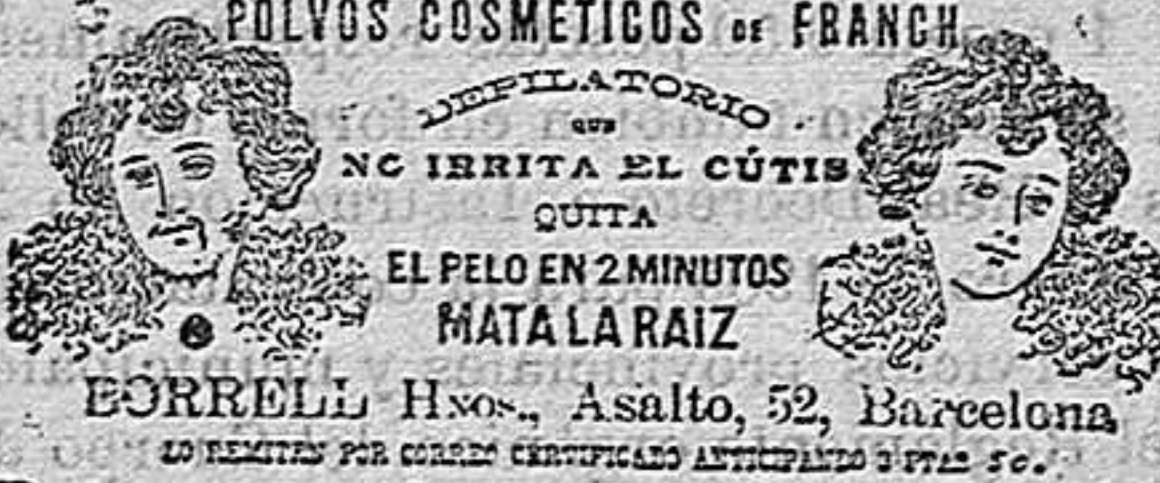 POLVOS COSMETICOS DE FRANCH
DEPILATORIO
QUE
NO IRRITA EL CÚTIS
QUITA
EL PELO EN 2 MINUTOS
MATA LA RAIZ
BORRELL Hnos., Asalto, 52, Barcelona
LO REMITEN POR CORREO CERTIFICADO ANTICIPANDO 3 PTAS 50.